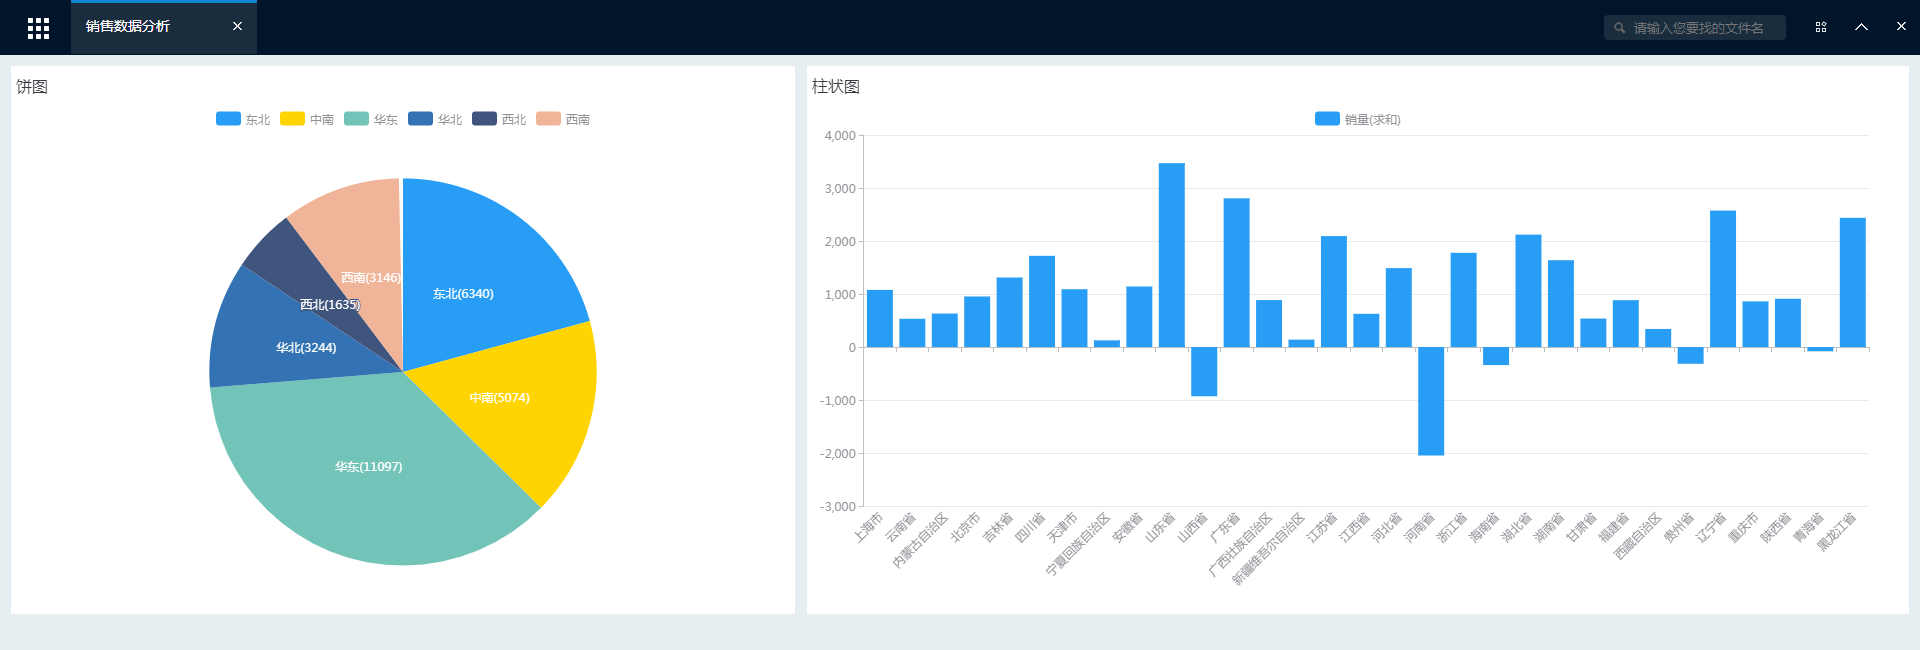 销售数据分析
请输入您要找的文件名
饼图
东北 中南 华东 华北 西北 西南
西南(3146)
东北(6340)
西北(1635)
华北(3244)
中南(5074)
华东(11097)
柱状图
销量(求和)
4,000
3,000
2,000
1,000
0
-1,000
-2,000
-3,000
上海市 云南省 内蒙古自治区 北京市 吉林省 四川省 天津市 宁夏回族自治区 安徽省 山东省 山西省 广东省 广西壮族自治区 新疆维吾尔自治区 江苏省 江西省 河北省 河南省 浙江省 海南省 湖北省 湖南省 甘肃省 福建省 西藏自治区 贵州省 辽宁省 重庆市 陕西省 青海省 黑龙江省